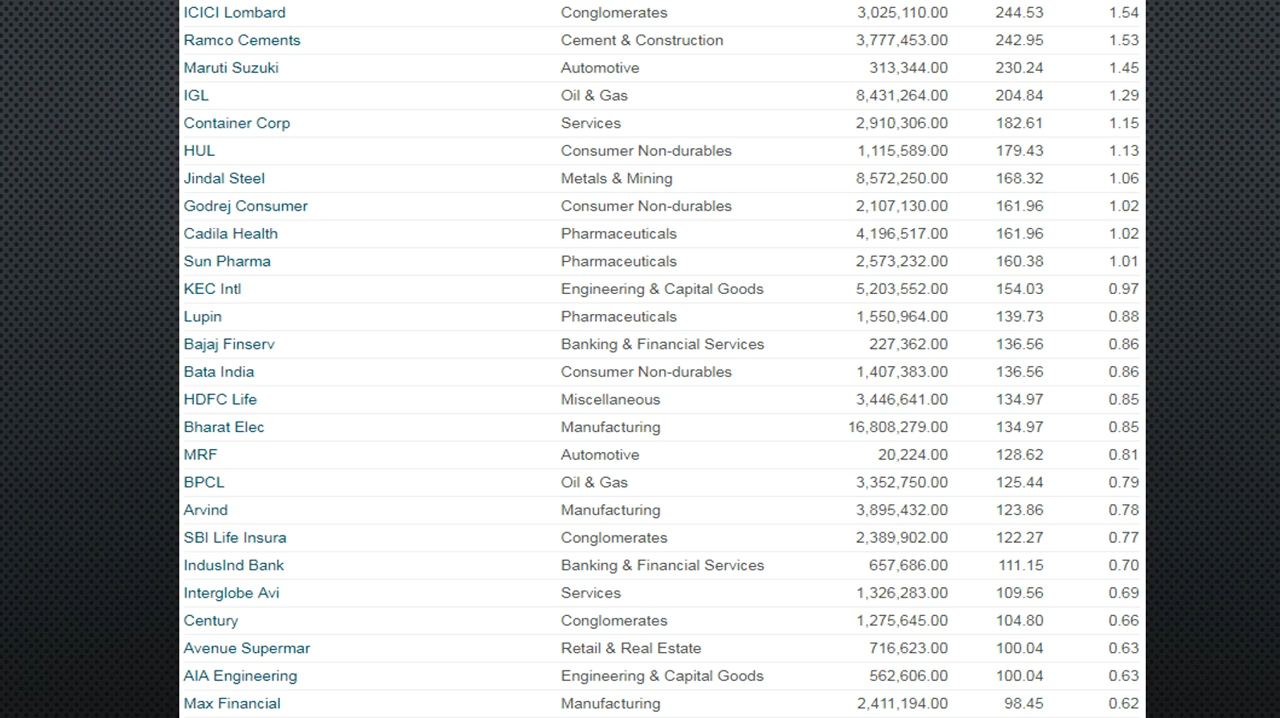 ICICI Lombard Conglomerates 3,025,110.00 244.53 1.54
Ramco Cements Cement & Construction 3,777,453.00 242.95 1.53
Maruti Suzuki Automotive 313,344.00 230.24 1.45
IGL Oil & Gas 8,431,264.00 204.84 1.29
Container Corp Services 2,910,306.00 182.61 1.15
HUL Consumer Non-durables 1,115,589.00 179.43 1.13
Jindal Steel Metals & Mining 8,572,250.00 168.32 1.06
Godrej Consumer Consumer Non-durables 2,107,130.00 161.96 1.02
Cadila Health Pharmaceuticals 4,196,517.00 161.96 1.02
Sun Pharma Pharmaceuticals 2,573,232.00 160.38 1.01
KEC Intl Engineering & Capital Goods 5,203,552.00 154.03 0.97
Lupin Pharmaceuticals 1,550,964.00 139.73 0.88
Bajaj Finserv Banking & Financial Services 227,362.00 136.56 0.86
Bata India Consumer Non-durables 1,407,383.00 136.56 0.86
HDFC Life Miscellaneous 3,446,641.00 134.97 0.85
Bharat Elec Manufacturing 16,808,279.00 134.97 0.85
MRF Automotive 20,224.00 128.62 0.81
BPCL Oil & Gas 3,352,750.00 125.44 0.79
Arvind Manufacturing 3,895,432.00 123.86 0.78
SBI Life Insura Conglomerates 2,389,902.00 122.27 0.77
IndusInd Bank Banking & Financial Services 657,686.00 111.15 0.70
Interglobe Avi Services 1,326,283.00 109.56 0.69
Century Conglomerates 1,275,645.00 104.80 0.66
Avenue Supermar Retail & Real Estate 716,623.00 100.04 0.63
AIA Engineering Engineering & Capital Goods 562,606.00 100.04 0.63
Max Financial Manufacturing 2,411,194.00 98.45 0.62